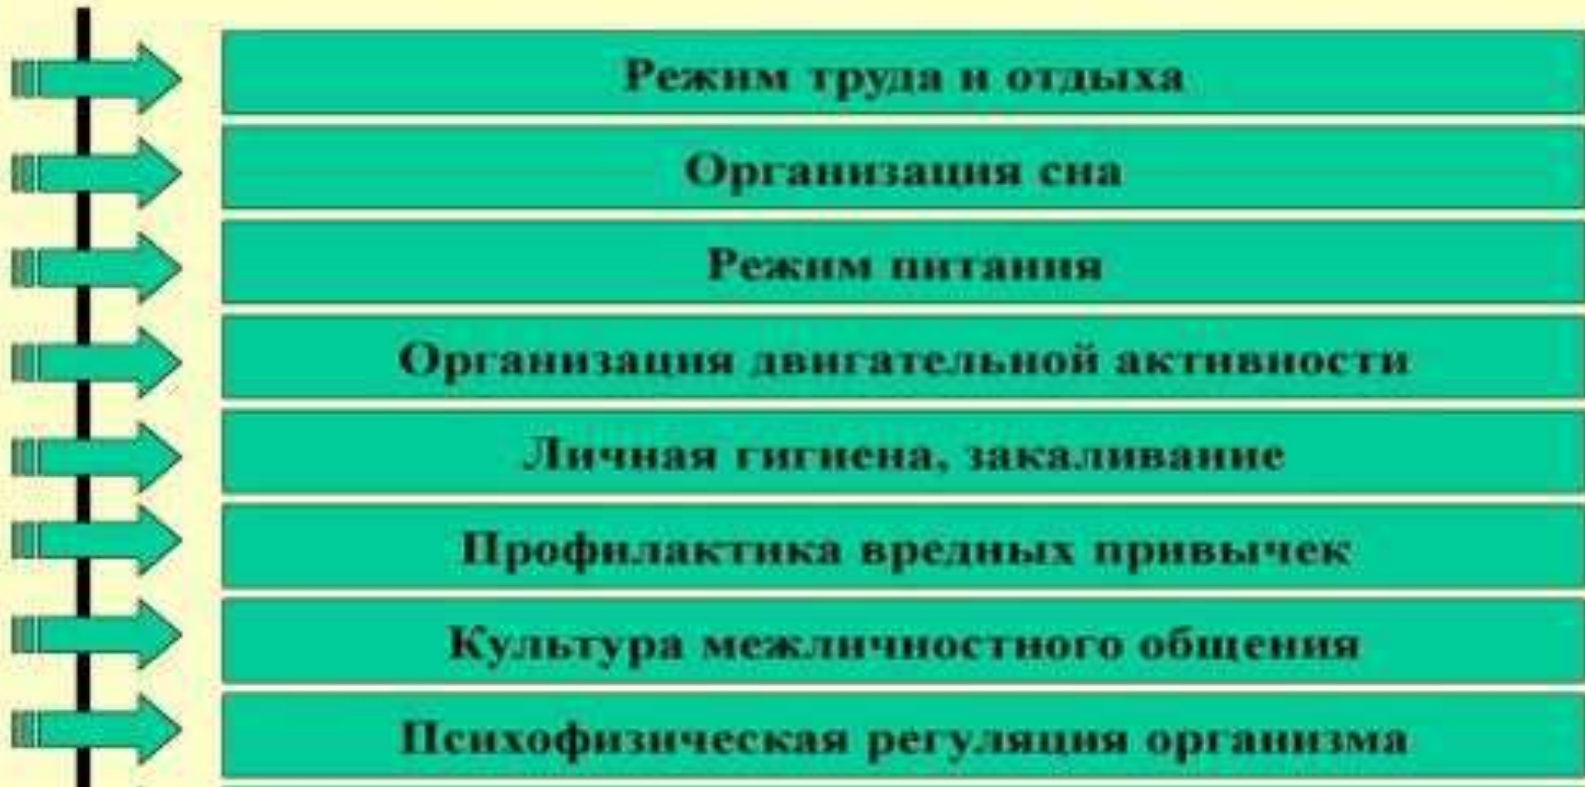 Режим труда и отдыха
Организация сна
Режим питания
Организация двигательной активности
Личная гигиена, закаливание
Профилактика вредных привычек
Культура межличностного общения
Психофизическая регуляция организма